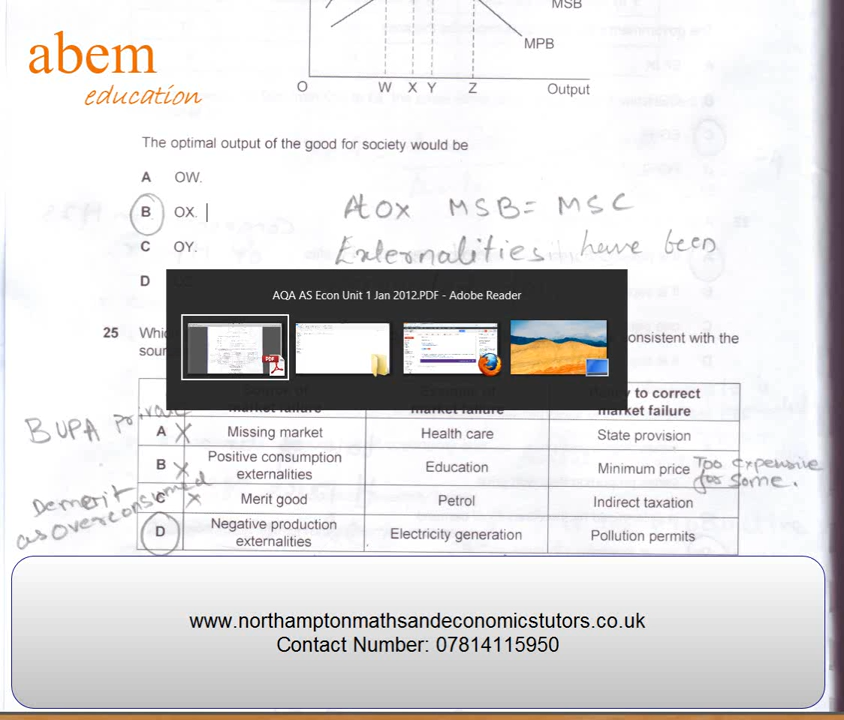 MSB
abem
education
MPB
O W X Y Z Output
The optimal output of the good for society would be
A OW.
B OX.
At OX MSB = MSC
C OY.
Externalities have been
D
AQA AS Econ Unit 1 Jan 2012.PDF - Adobe Reader
PDF
25 Whic consistent with the
sour
to correct
market failure market failure market failure
BUPA private
A X Missing market Health care State provision
B X Positive consumption externalities Education Minimum price Too expensive for some.
Demerit as overconsumed
C X Merit good Petrol Indirect taxation
D Negative production externalities Electricity generation Pollution permits
www.northamptonmathsandeconomicstutors.co.uk
Contact Number: 07814115950